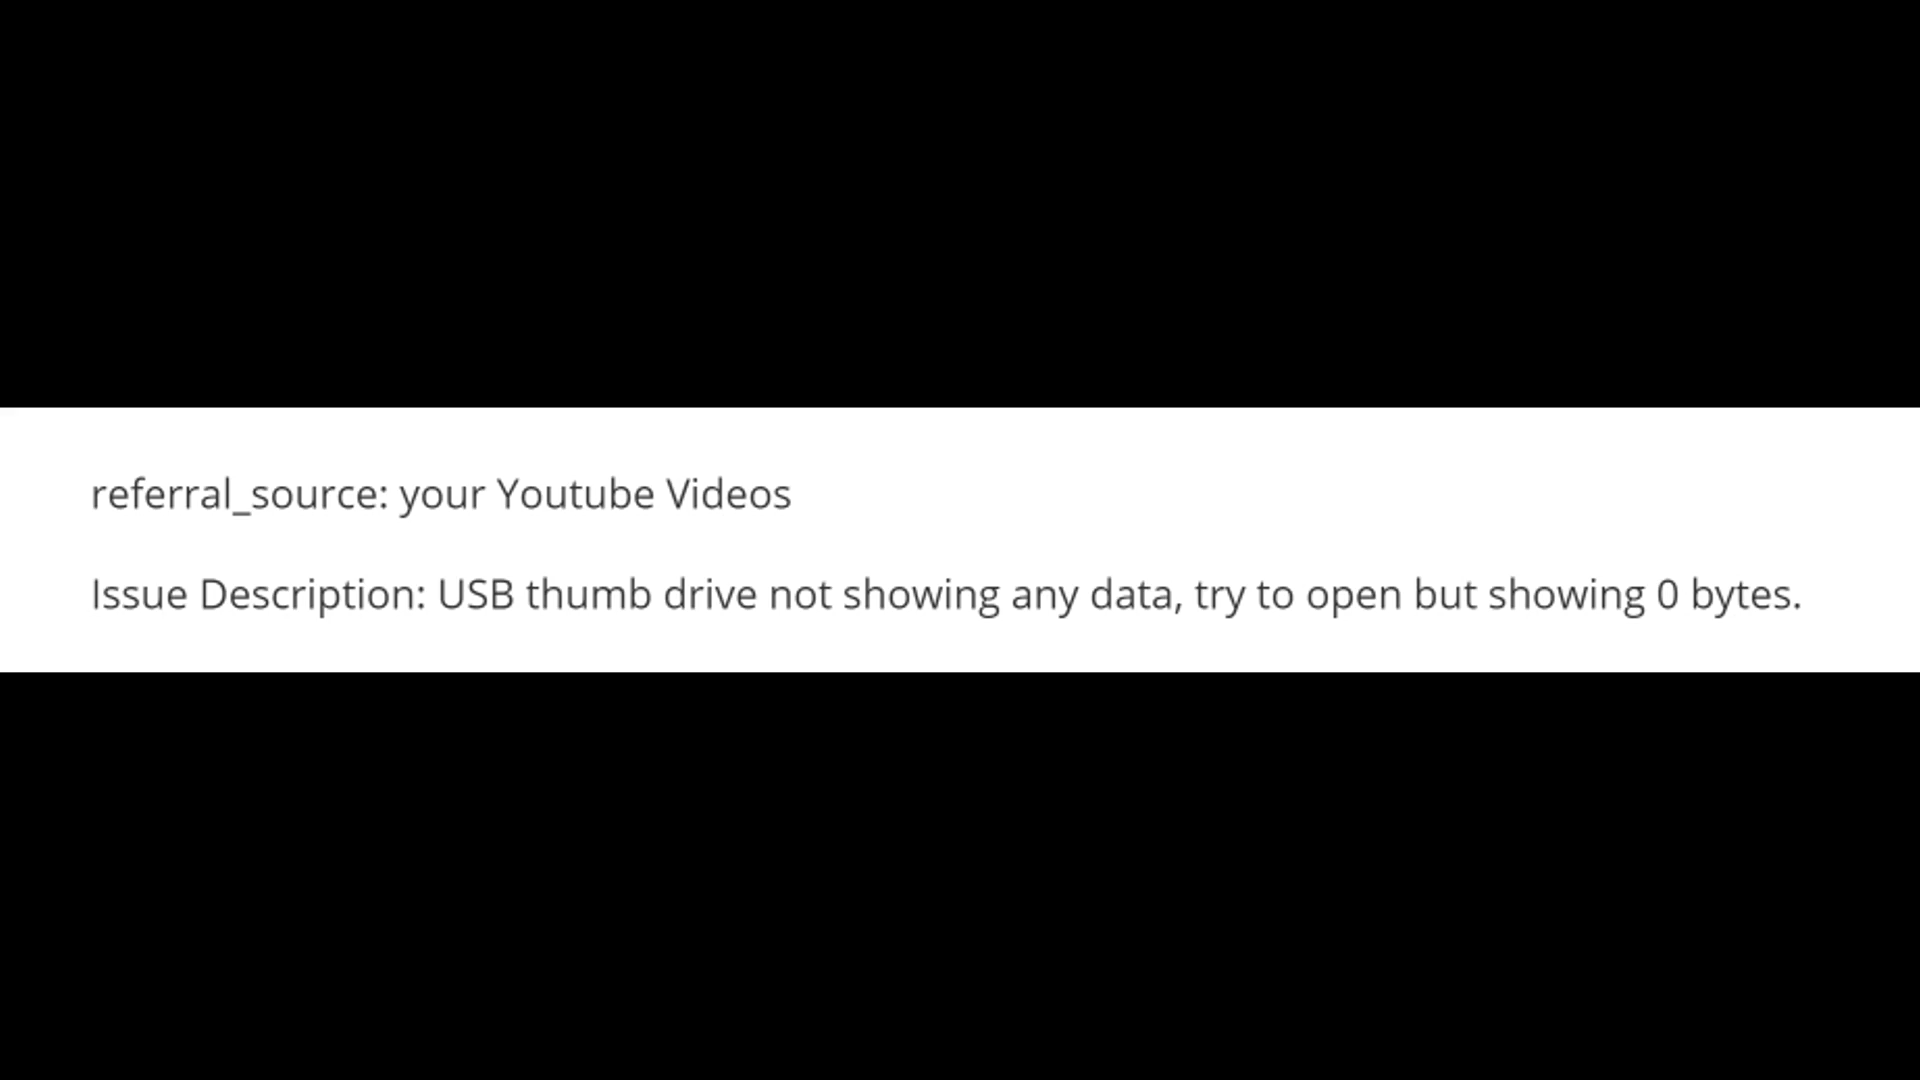 referral_source: your Youtube Videos
Issue Description: USB thumb drive not showing any data, try to open but showing 0 bytes.